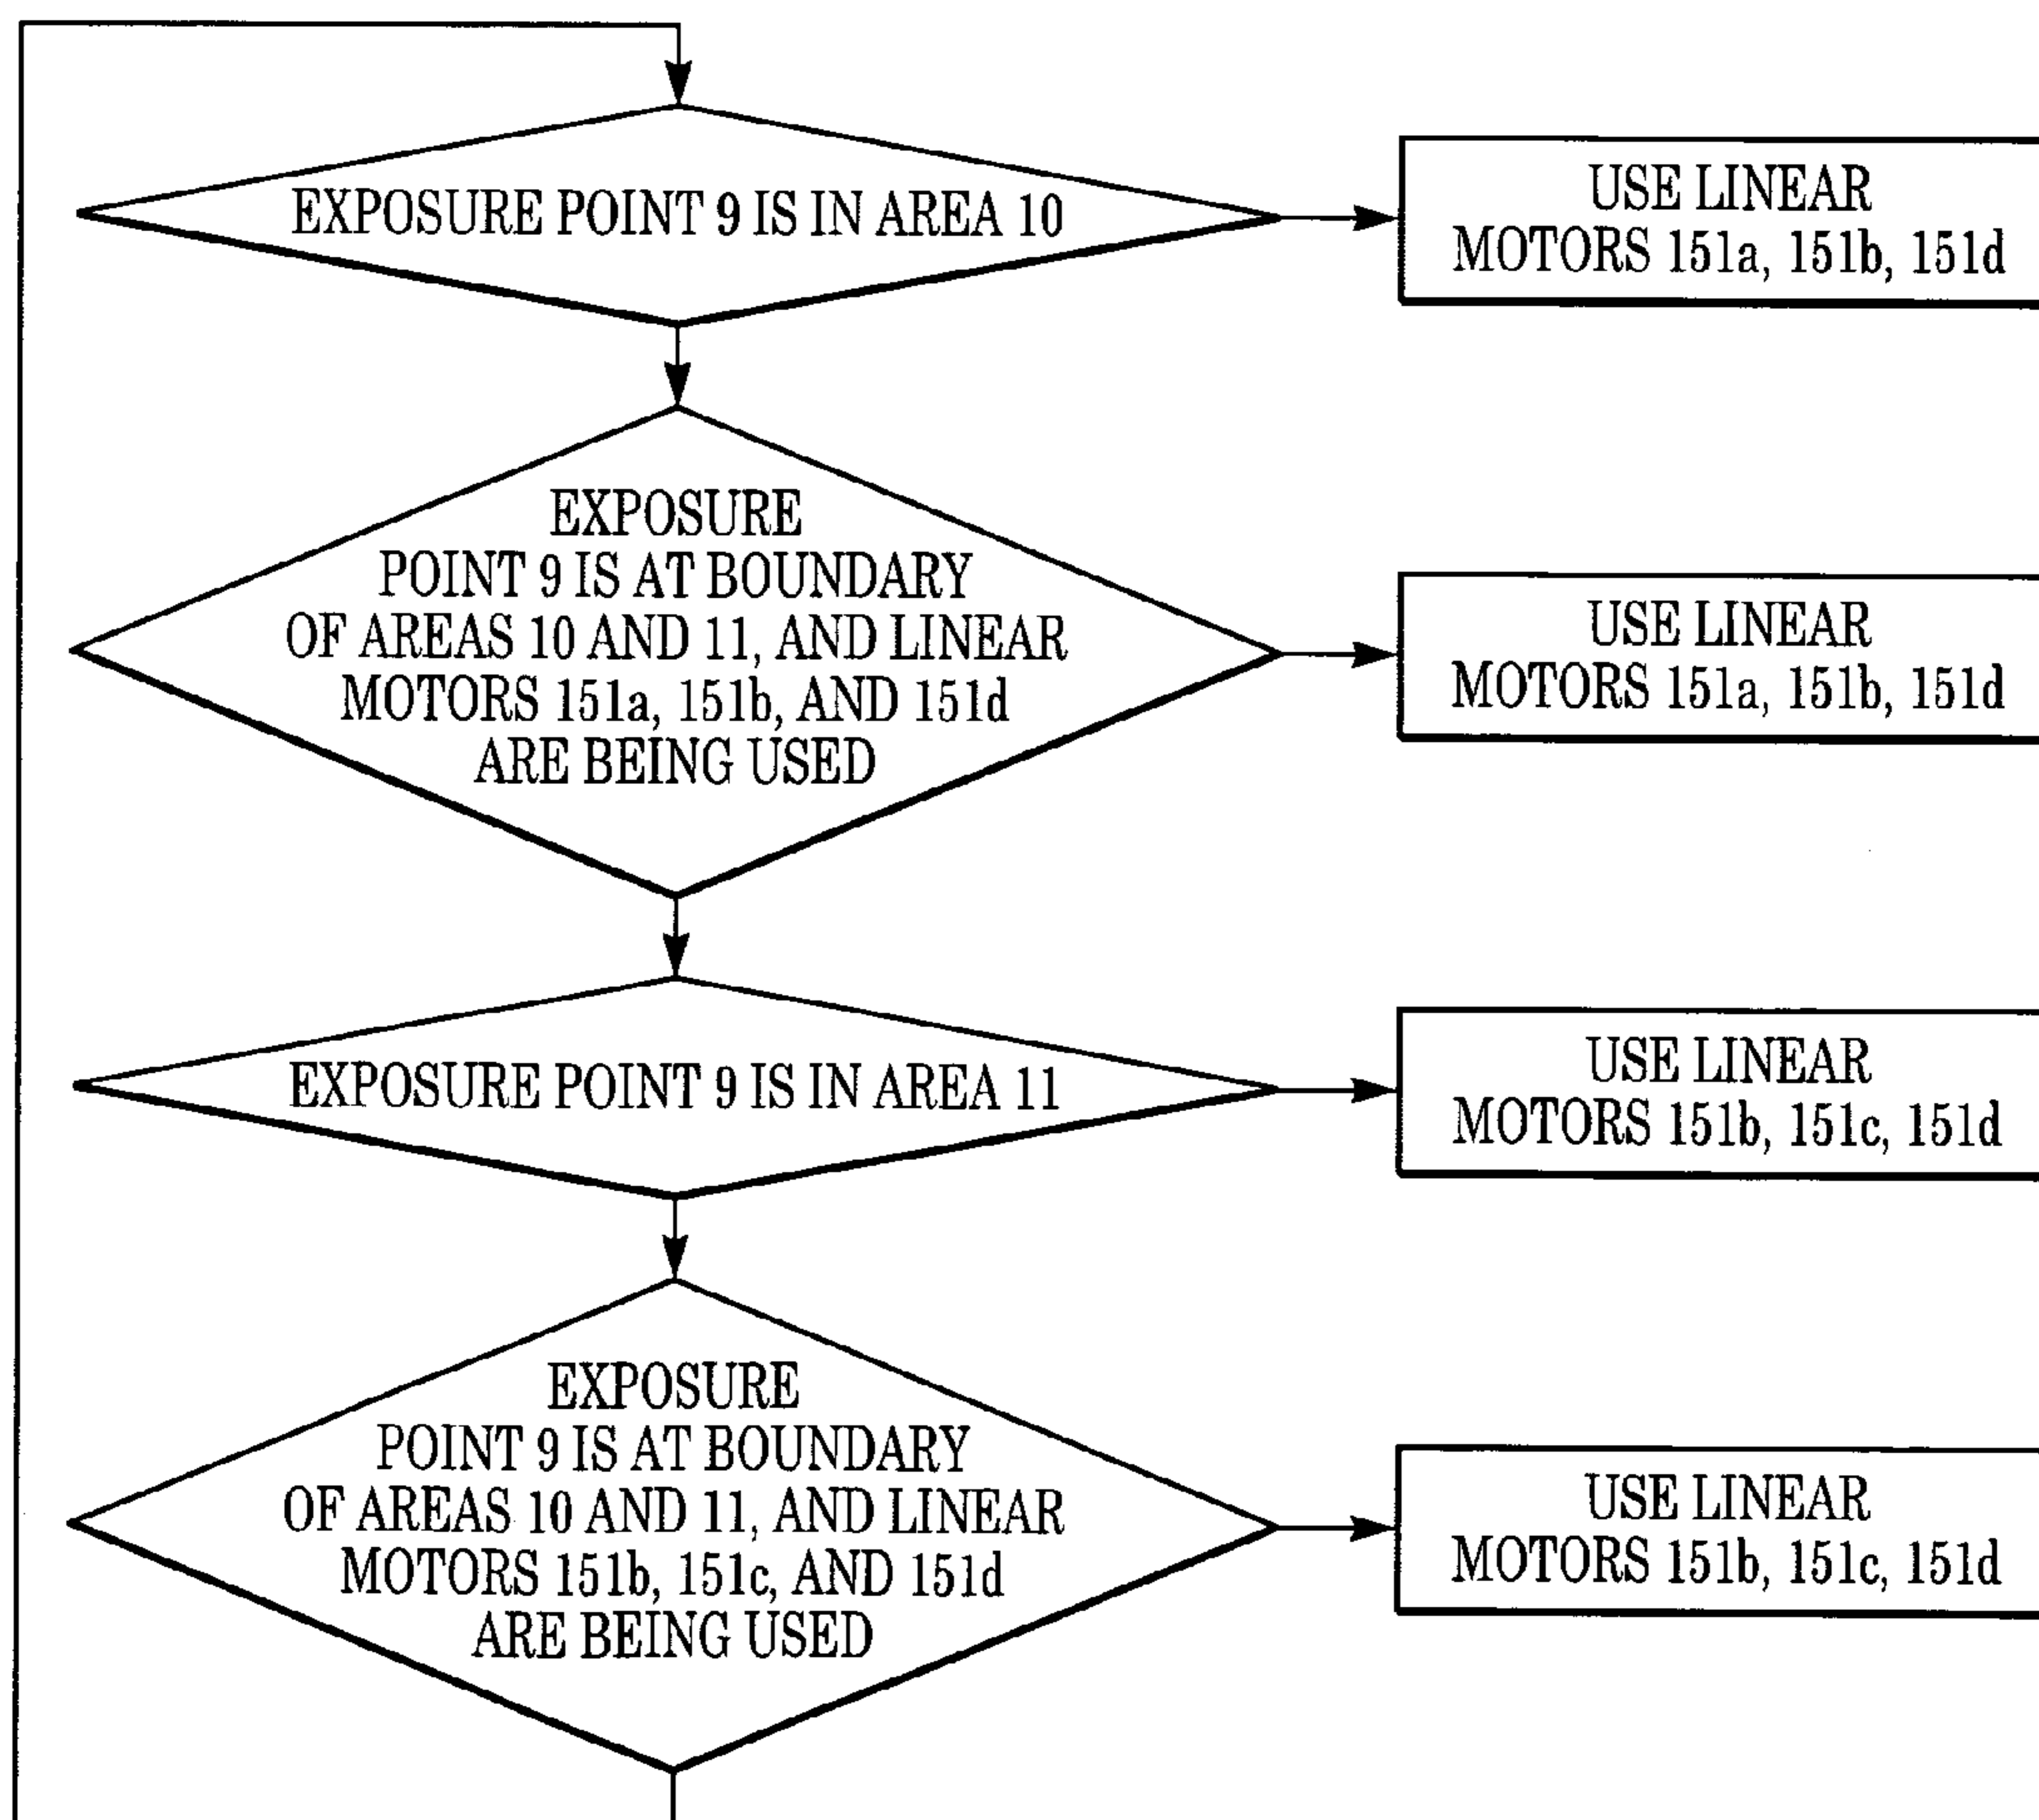 EXPOSURE POINT 9 IS IN AREA 10
USE LINEAR
MOTORS 151a, 151b, 151d
EXPOSURE
POINT 9 IS AT BOUNDARY
OF AREAS 10 AND 11, AND LINEAR
MOTORS 151a, 151b, AND 151d
ARE BEING USED
USE LINEAR
MOTORS 151a, 151b, 151d
EXPOSURE POINT 9 IS IN AREA 11
USE LINEAR
MOTORS 151b, 151c, 151d
EXPOSURE
POINT 9 IS AT BOUNDARY
OF AREAS 10 AND 11, AND LINEAR
MOTORS 151b, 151c, AND 151d
ARE BEING USED
USE LINEAR
MOTORS 151b, 151c, 151d